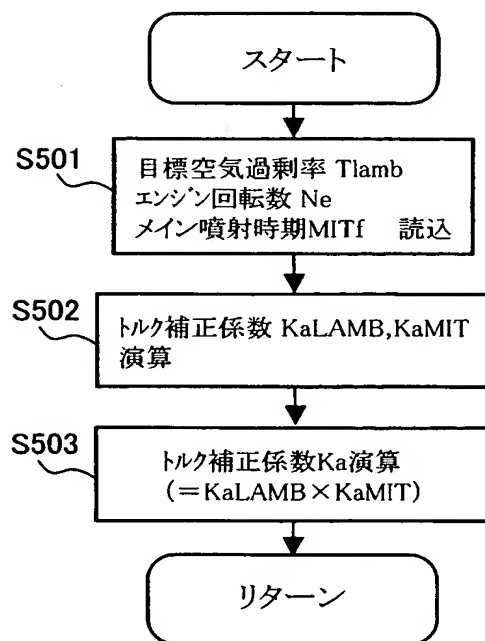 スタート
S501
目標空気過剰率 Tlamb
エンジン回転数 Ne
メイン噴射時期MITf 読込
S502
トルク補正係数 KaLAMB,KaMIT
演算
S503
トルク補正係数Ka演算
(=KaLAMB×KaMIT)
リターン